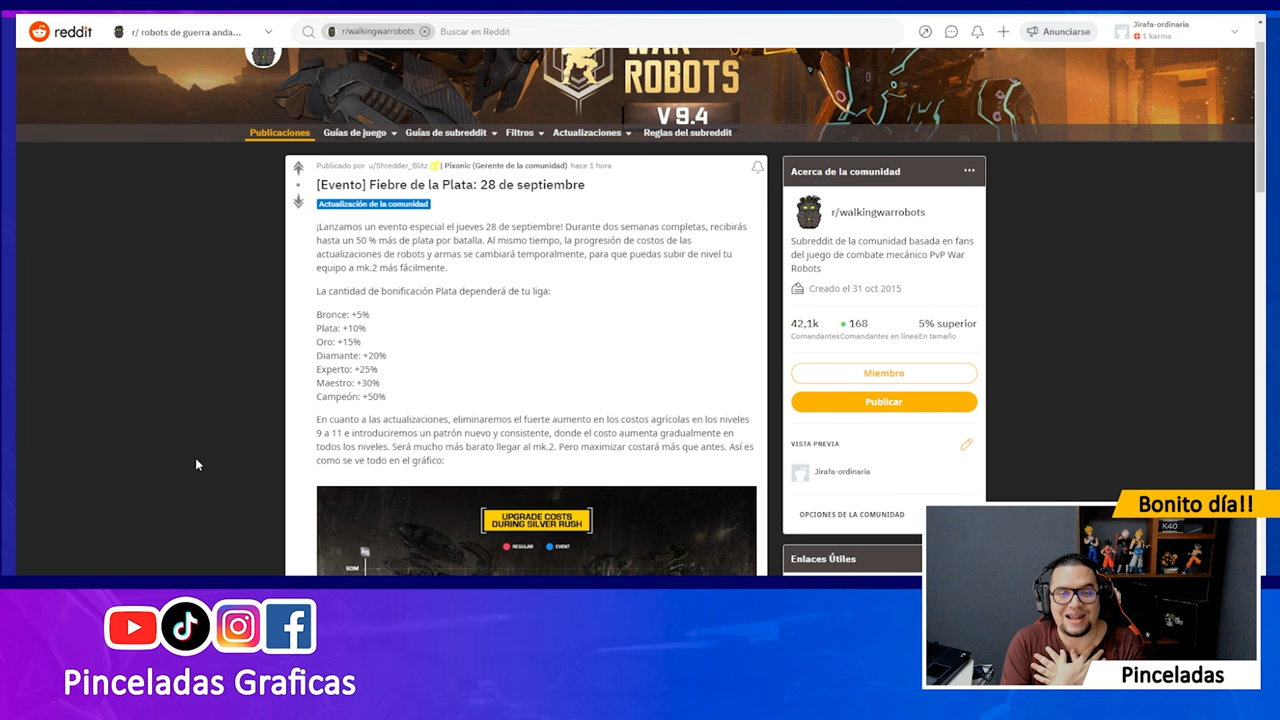 reddit
r/ robots de guerra anda...
r/walkingwarrobots
Buscar en Reddit
Anunciarse
Jirafa-ordinaria
1 karma
WAR
ROBOTS
V 9.4
Publicaciones
Guías de juego
Guías de subreddit
Filtros
Actualizaciones
Reglas del subreddit
Publicado por u/Shredder_Blitz | Pixonic (Gerente de la comunidad) hace 1 hora
[Evento] Fiebre de la Plata: 28 de septiembre
Actualización de la comunidad
¡Lanzamos un evento especial el jueves 28 de septiembre! Durante dos semanas completas, recibirás
hasta un 50 % más de plata por batalla. Al mismo tiempo, la progresión de costos de las
actualizaciones de robots y armas se cambiará temporalmente, para que puedas subir de nivel tu
equipo a mk.2 más fácilmente.
La cantidad de bonificación Plata dependerá de tu liga:
Bronce: +5%
Plata: +10%
Oro: +15%
Diamante: +20%
Experto: +25%
Maestro: +30%
Campeón: +50%
En cuanto a las actualizaciones, eliminaremos el fuerte aumento en los costos agrícolas en los niveles
9 a 11 e introduciremos un patrón nuevo y consistente, donde el costo aumenta gradualmente en
todos los niveles. Será mucho más barato llegar al mk.2. Pero maximizar costará más que antes. Así es
como se ve todo en el gráfico:
UPGRADE COSTS
DURING SILVER RUSH
REGULAR
EVENT
60M
Acerca de la comunidad
r/walkingwarrobots
Subreddit de la comunidad basada en fans
del juego de combate mecánico PvP War
Robots
Creado el 31 oct 2015
42,1k
168
5% superior
Comandantes
Comandantes en línea
En tamaño
Miembro
Publicar
VISTA PREVIA
Jirafa-ordinaria
OPCIONES DE LA COMUNIDAD
Enlaces Útiles
Bonito día!!
K40
Pinceladas
Pinceladas Graficas